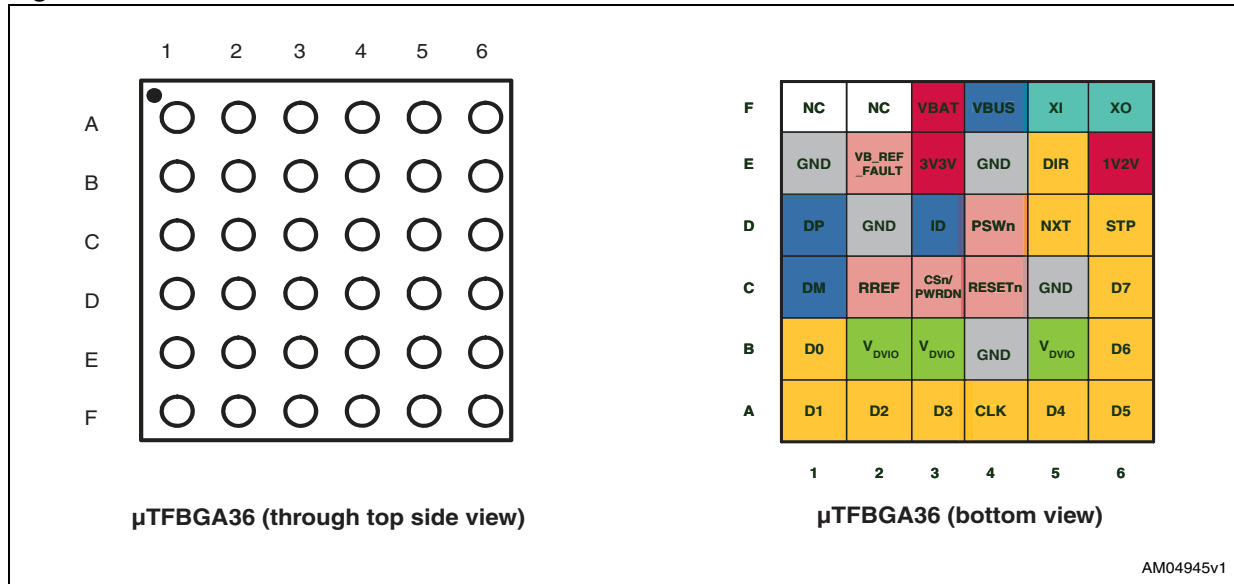 1 2 3 4 5 6
A
B
C
D
E
F
µTFBGA36 (through top side view)
F NC NC VBAT VBUS XI XO
E GND VB_REF_FAULT 3V3V GND DIR 1V2V
D DP GND ID PSWn NXT STP
C DM RREF CSn/PWRDN RESETn GND D7
B D0 VDVIO VDVIO GND VDVIO D6
A D1 D2 D3 CLK D4 D5
1 2 3 4 5 6
µTFBGA36 (bottom view)
AM04945v1